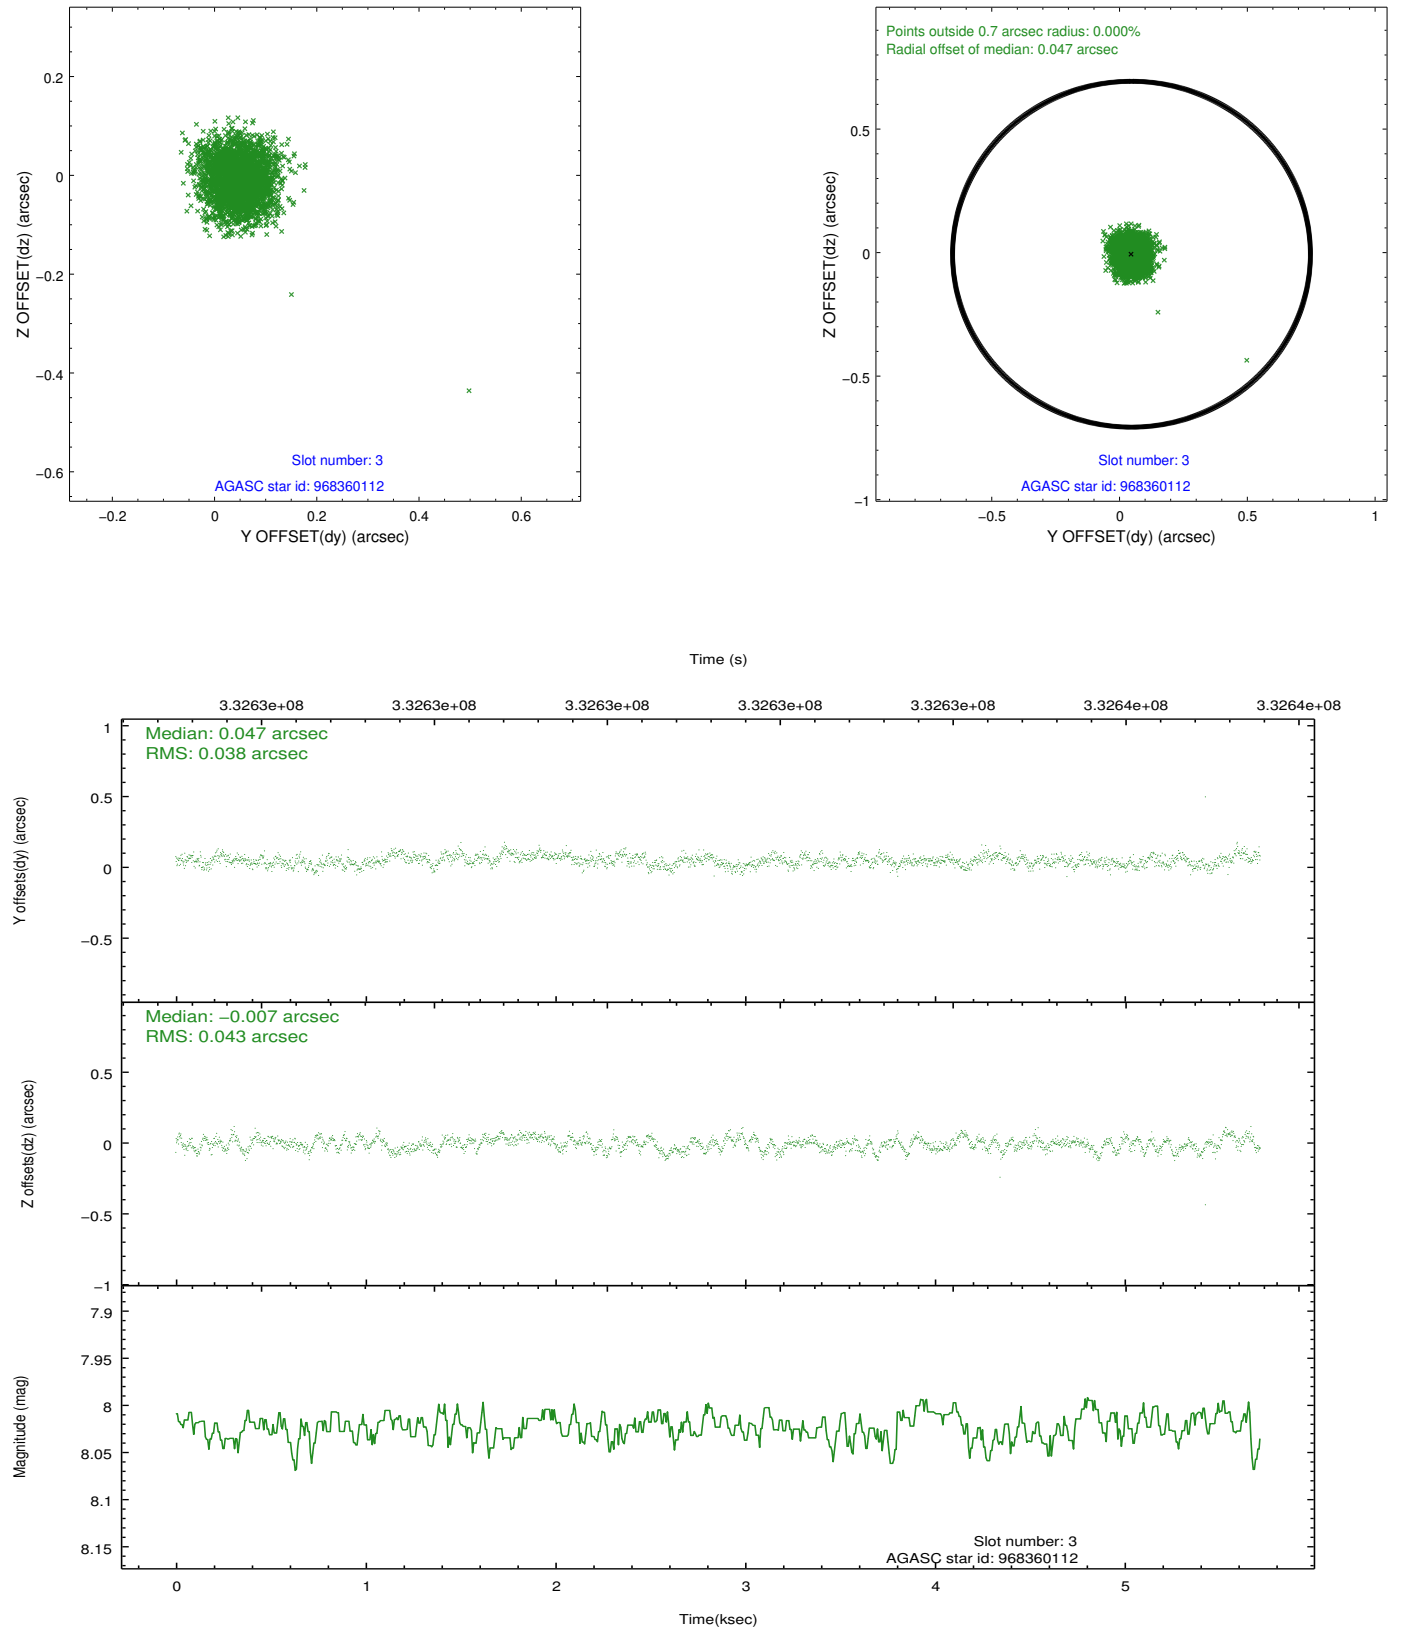 0.2
0
−0.2
−0.4
−0.6
Z OFFSET(dz) (arcsec)
Slot number: 3
AGASC star id: 968360112
−0.2 0 0.2 0.4 0.6
Y OFFSET(dy) (arcsec)
Points outside 0.7 arcsec radius: 0.000%
Radial offset of median: 0.047 arcsec
0.5
0
−0.5
−1
Z OFFSET(dz) (arcsec)
Slot number: 3
AGASC star id: 968360112
−0.5 0 0.5 1
Y OFFSET(dy) (arcsec)
Time (s)
3.3263e+08 3.3263e+08 3.3263e+08 3.3263e+08 3.3263e+08 3.3264e+08 3.3264e+08
Median: 0.047 arcsec
RMS: 0.038 arcsec
1
0.5
0
−0.5
Y offsets(dy) (arcsec)
Median: −0.007 arcsec
RMS: 0.043 arcsec
0.5
0
−0.5
−1
Z offsets(dz) (arcsec)
7.9
7.95
8
8.05
8.1
8.15
Magnitude (mag)
Slot number: 3
AGASC star id: 968360112
0 1 2 3 4 5
Time(ksec)